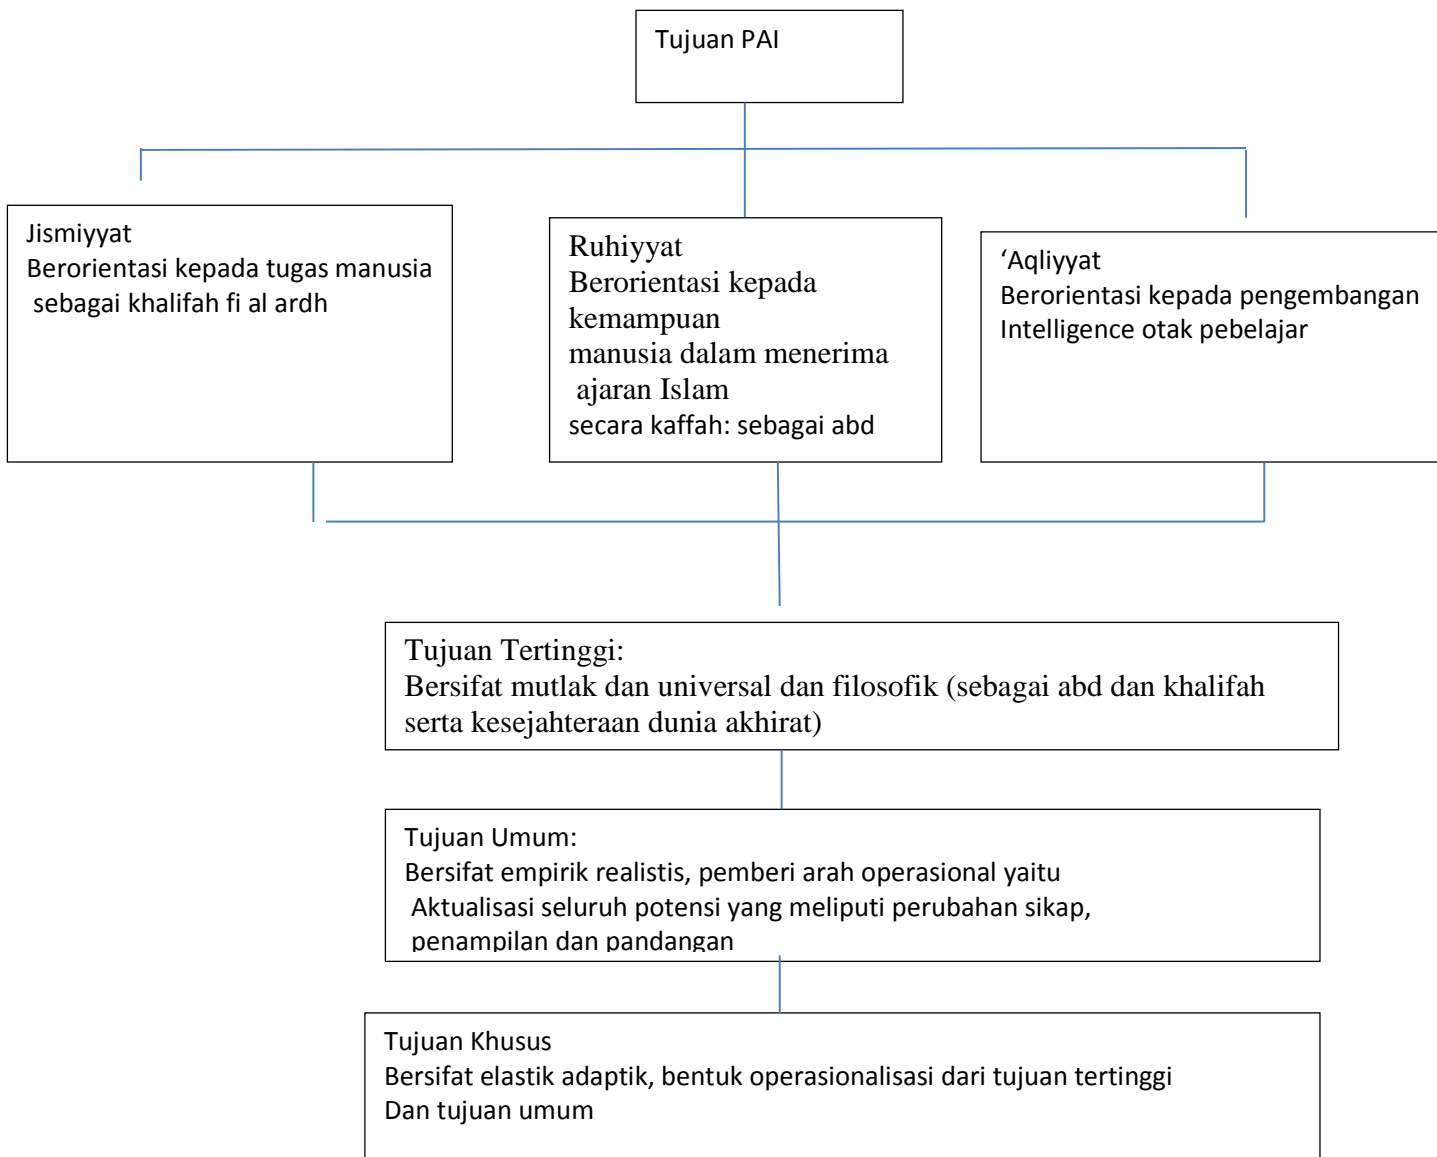 Tujuan PAI
Jismiyyat
Berorientasi kepada tugas manusia
sebagai khalifah fi al ardh
Ruhiyyat
Berorientasi kepada
kemampuan
manusia dalam menerima
ajaran Islam
secara kaffah: sebagai abd
‘Aqliyyat
Berorientasi kepada pengembangan
Intelligence otak pebelajar
Tujuan Tertinggi:
Bersifat mutlak dan universal dan filosofik (sebagai abd dan khalifah
serta kesejahteraan dunia akhirat)
Tujuan Umum:
Bersifat empirik realistis, pemberi arah operasional yaitu
Aktualisasi seluruh potensi yang meliputi perubahan sikap,
penampilan dan pandangan
Tujuan Khusus
Bersifat elastik adaptik, bentuk operasionalisasi dari tujuan tertinggi
Dan tujuan umum